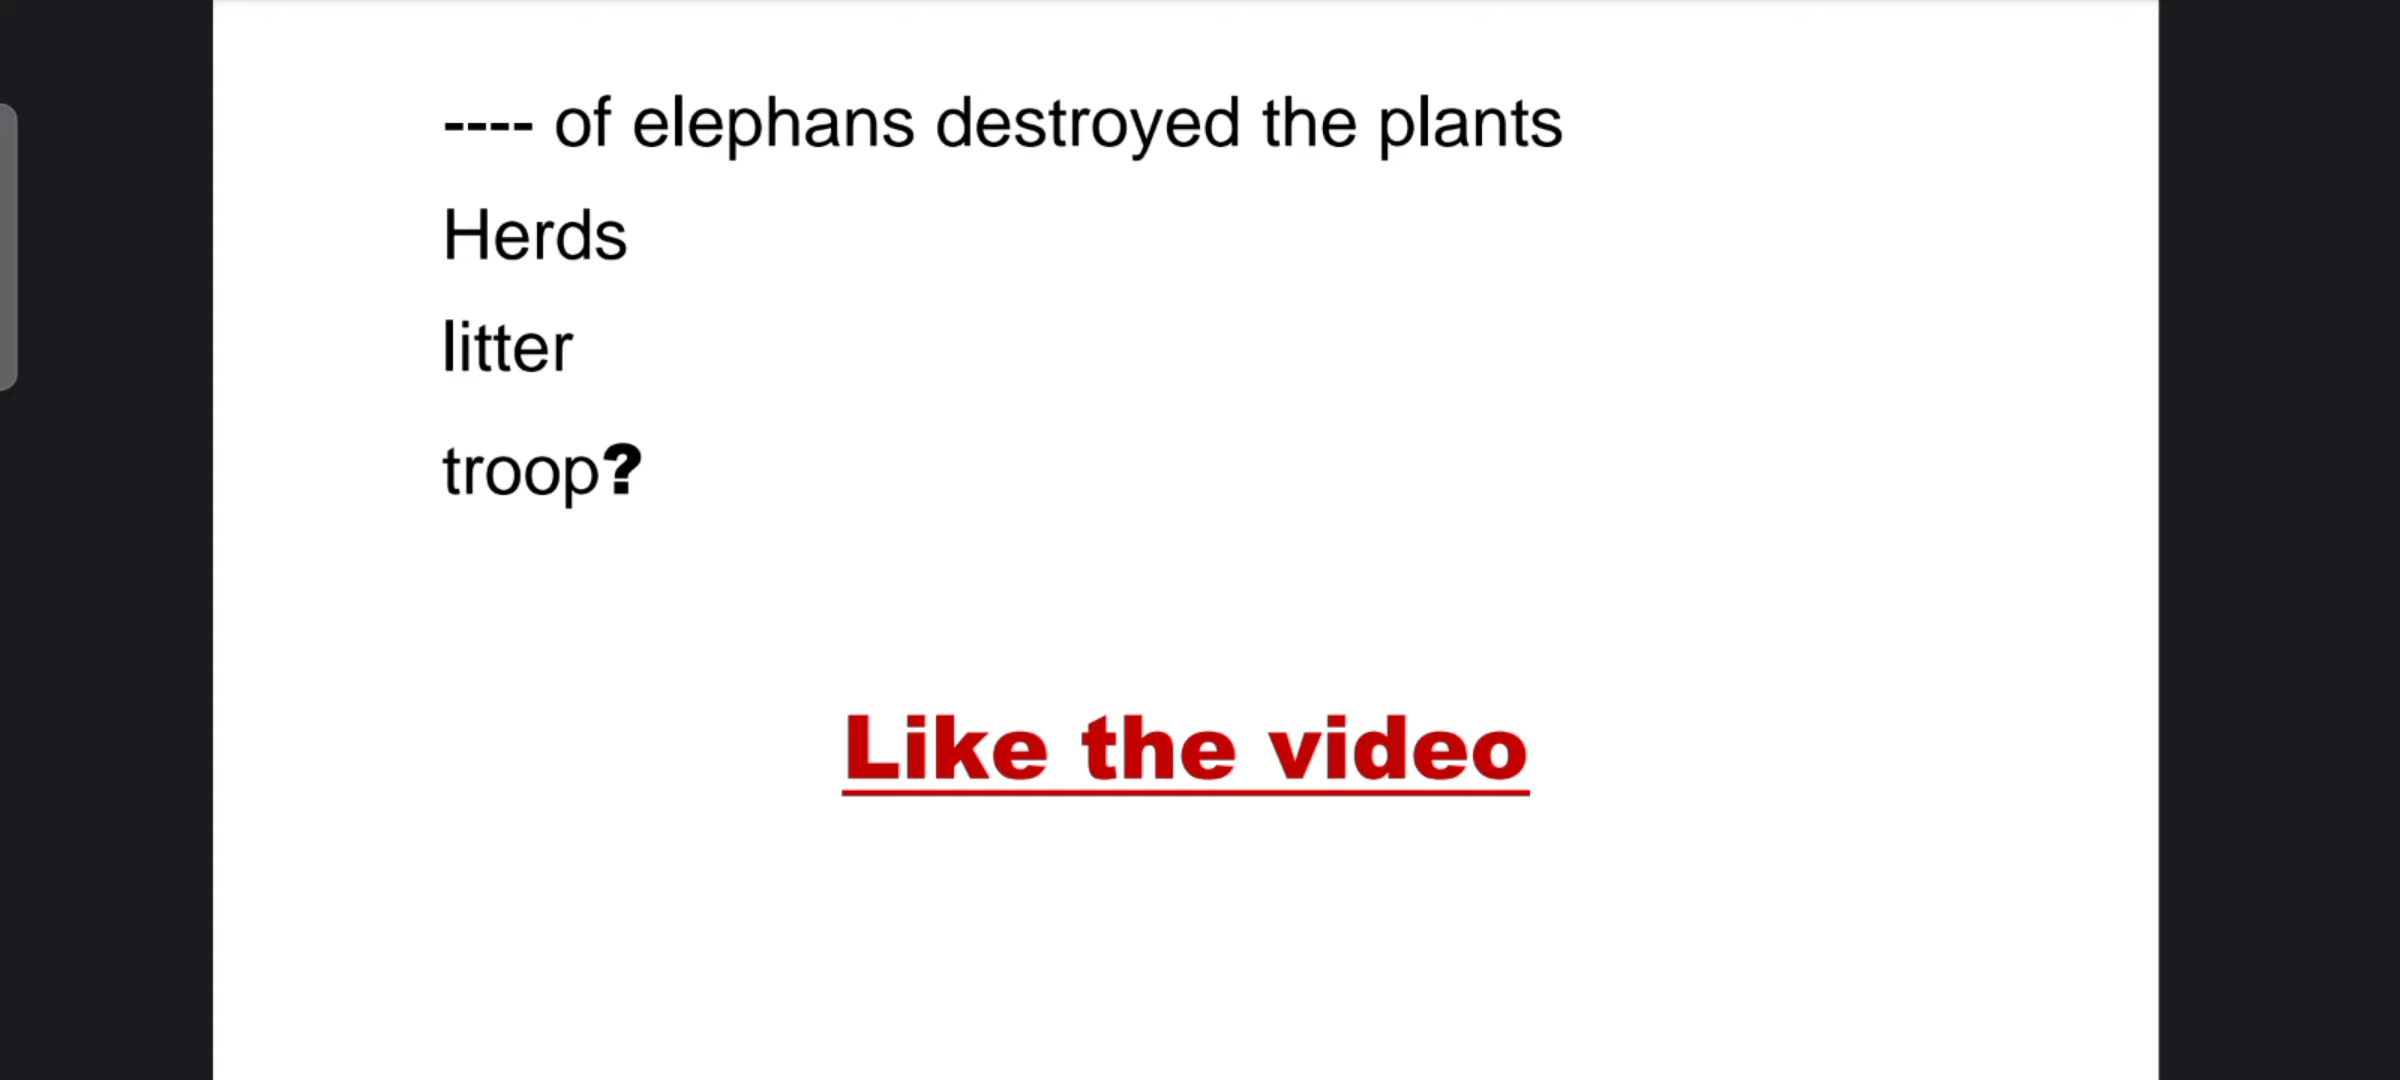 ---- of elephans destroyed the plants
Herds
litter
troop?
Like the video